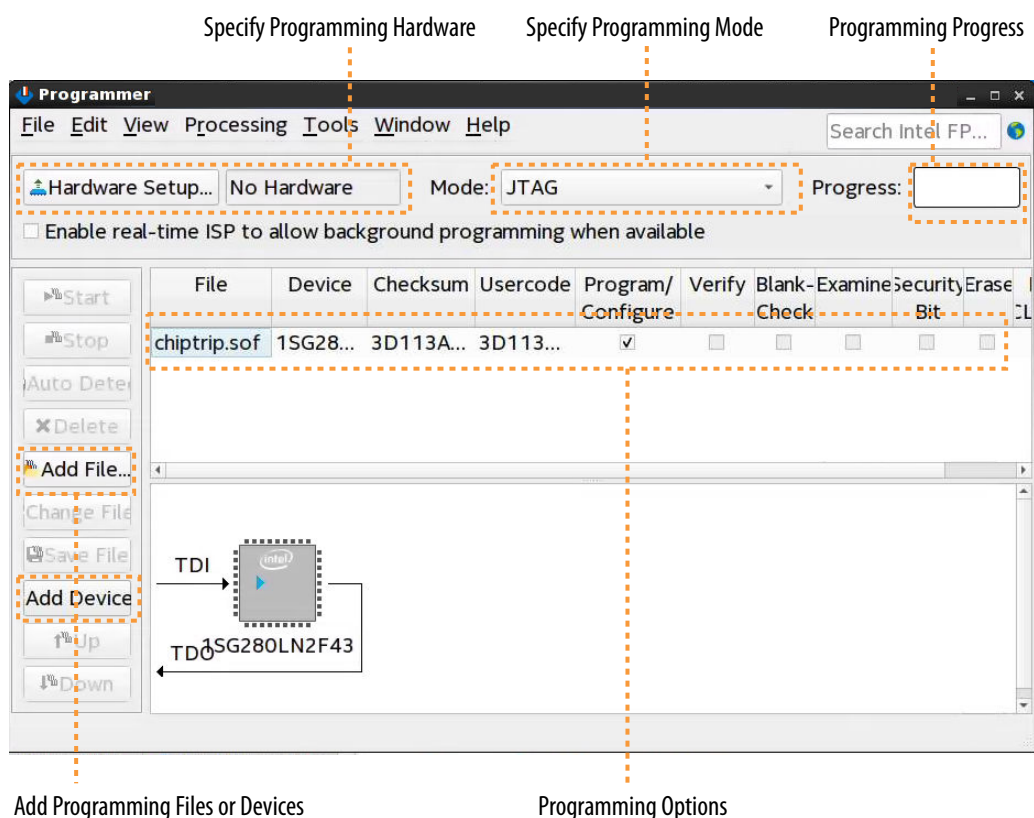 Specify Programming Hardware Specify Programming Mode Programming Progress
Programmer
File Edit View Processing Tools Window Help Search Intel FP...
Hardware Setup... No Hardware Mode: JTAG Progress:
Enable real-time ISP to allow background programming when available
File Device Checksum Usercode Program/ Configure Verify Blank- Check Examine Security Bit Erase
chiptrip.sof 1SG28... 3D113A... 3D113...
Start
Stop
Auto Dete
Delete
Add File...
Change File
Save File
Add Device
Up
Down
TDI
intel
1SG280LN2F43
TDO
Add Programming Files or Devices Programming Options